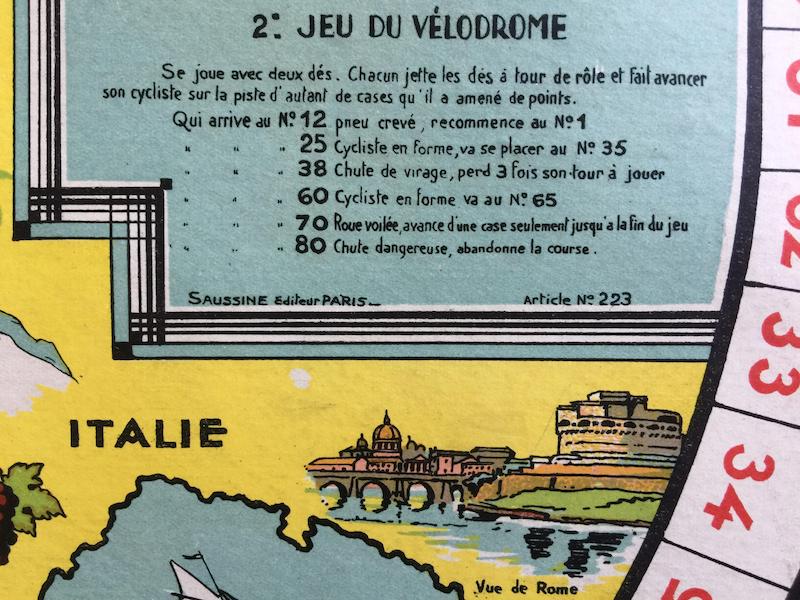 2º. JEU DU VÉLODROME
Se joue avec deux dés. Chacun jette les dés à tour de rôle et fait avancer
son cycliste sur la piste d'autant de cases qu'il a amené de points.
Qui arrive au Nº 12 pneu crevé, recommence au Nº 1
" " " 25 Cycliste en forme, va se placer au Nº 35
" " " 38 Chute de virage, perd 3 fois son tour à jouer
" " " 60 Cycliste en forme va au Nº 65
" " " 70 Roue voilée, avance d'une case seulement jusqu'a la fin du jeu
" " " 80 Chute dangereuse, abandonne la course.
SAUSSINE Editeur PARIS_
Article Nº 223
33
34
ITALIE
Vue de Rome